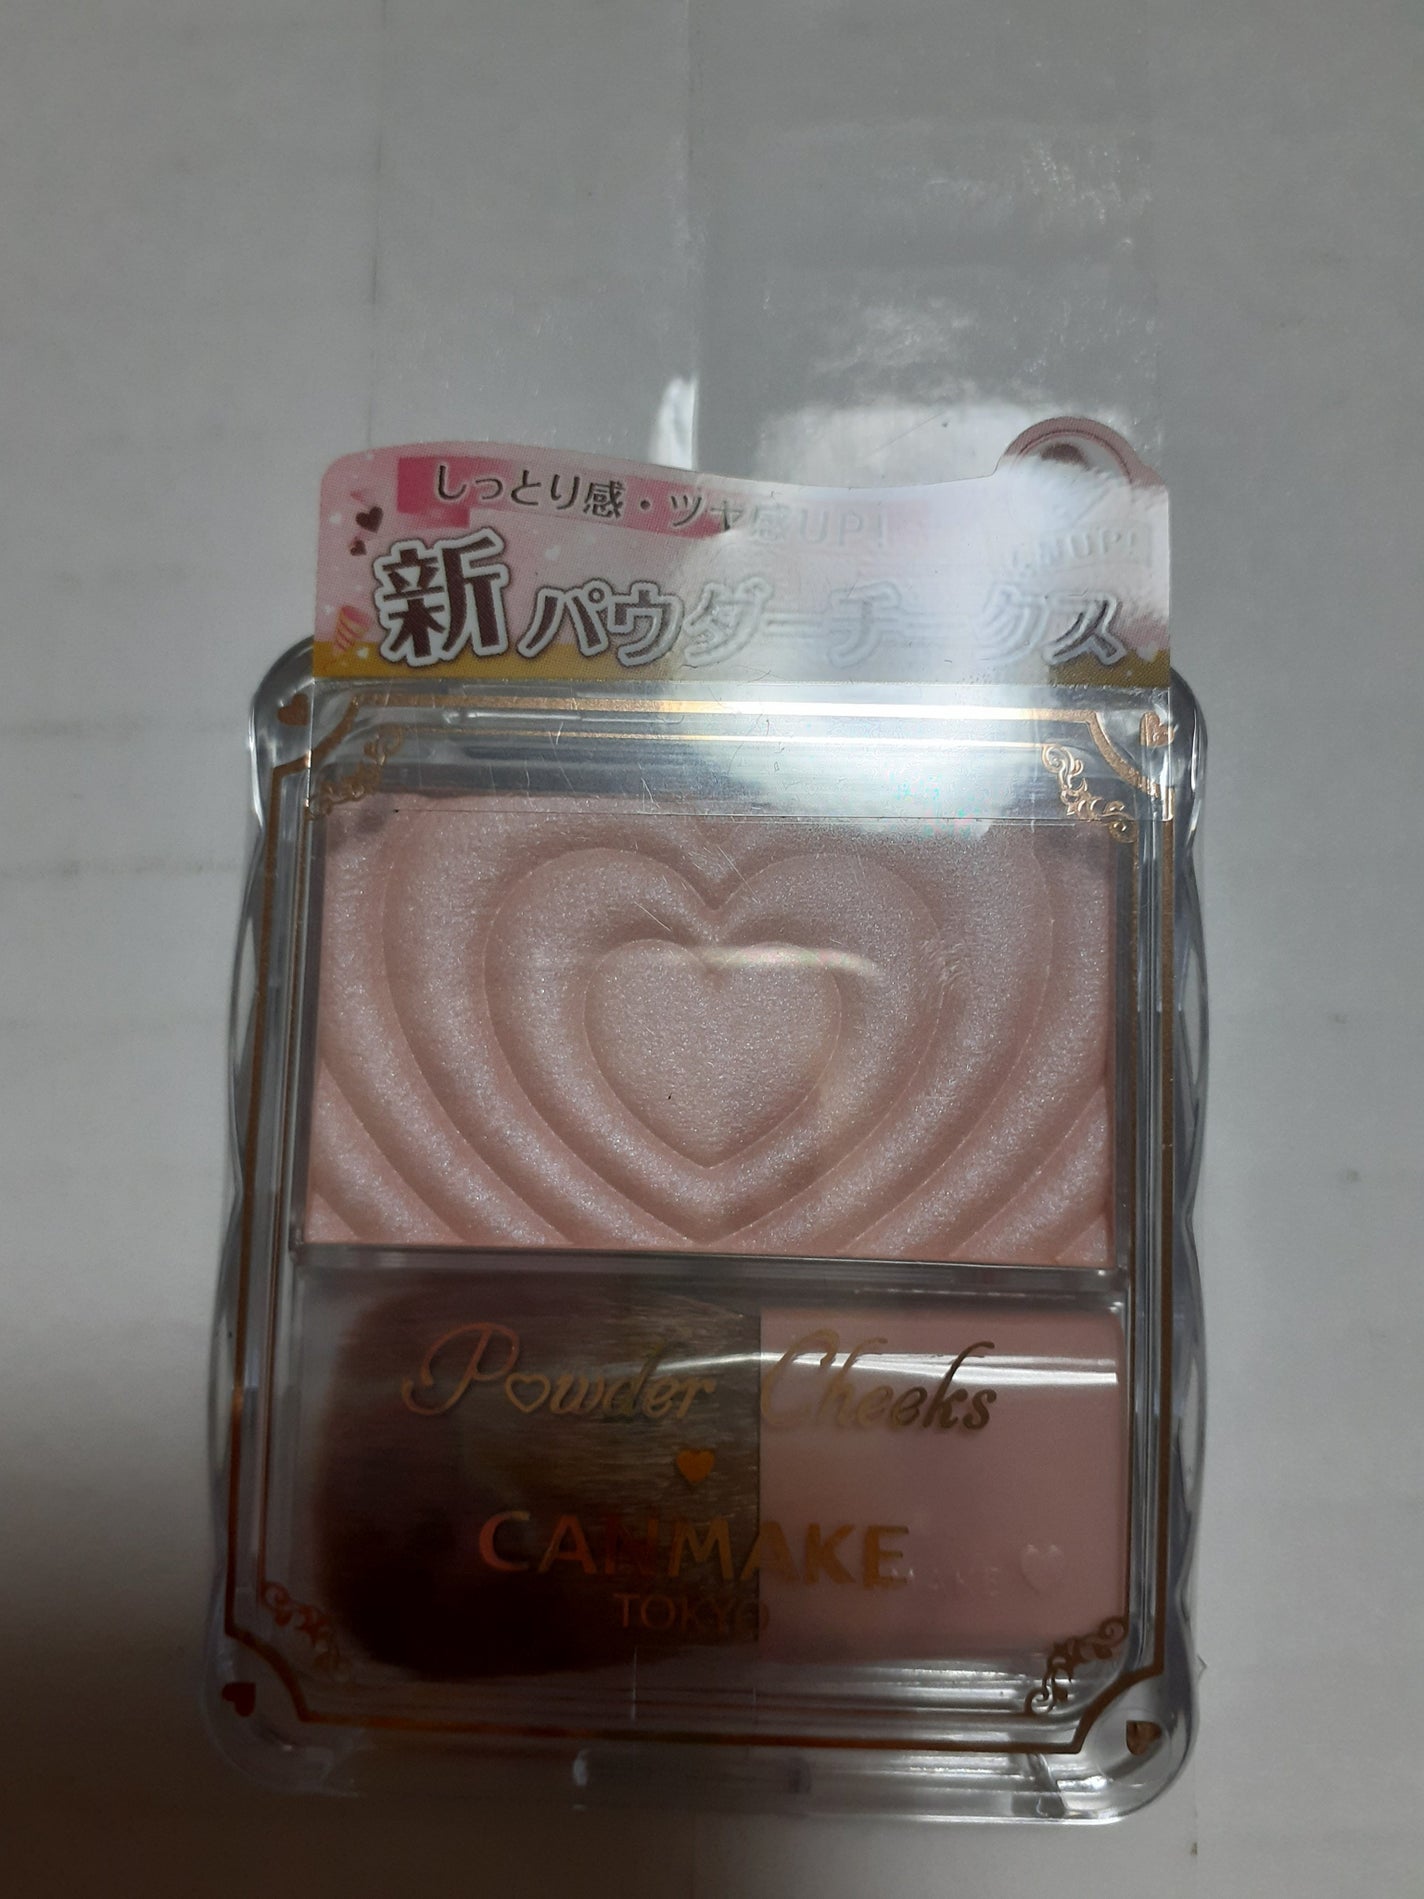 しっとり感・ツヤ感UP!
新パウダーチークス
Powder Cheeks
CANMAKE
TOKYO